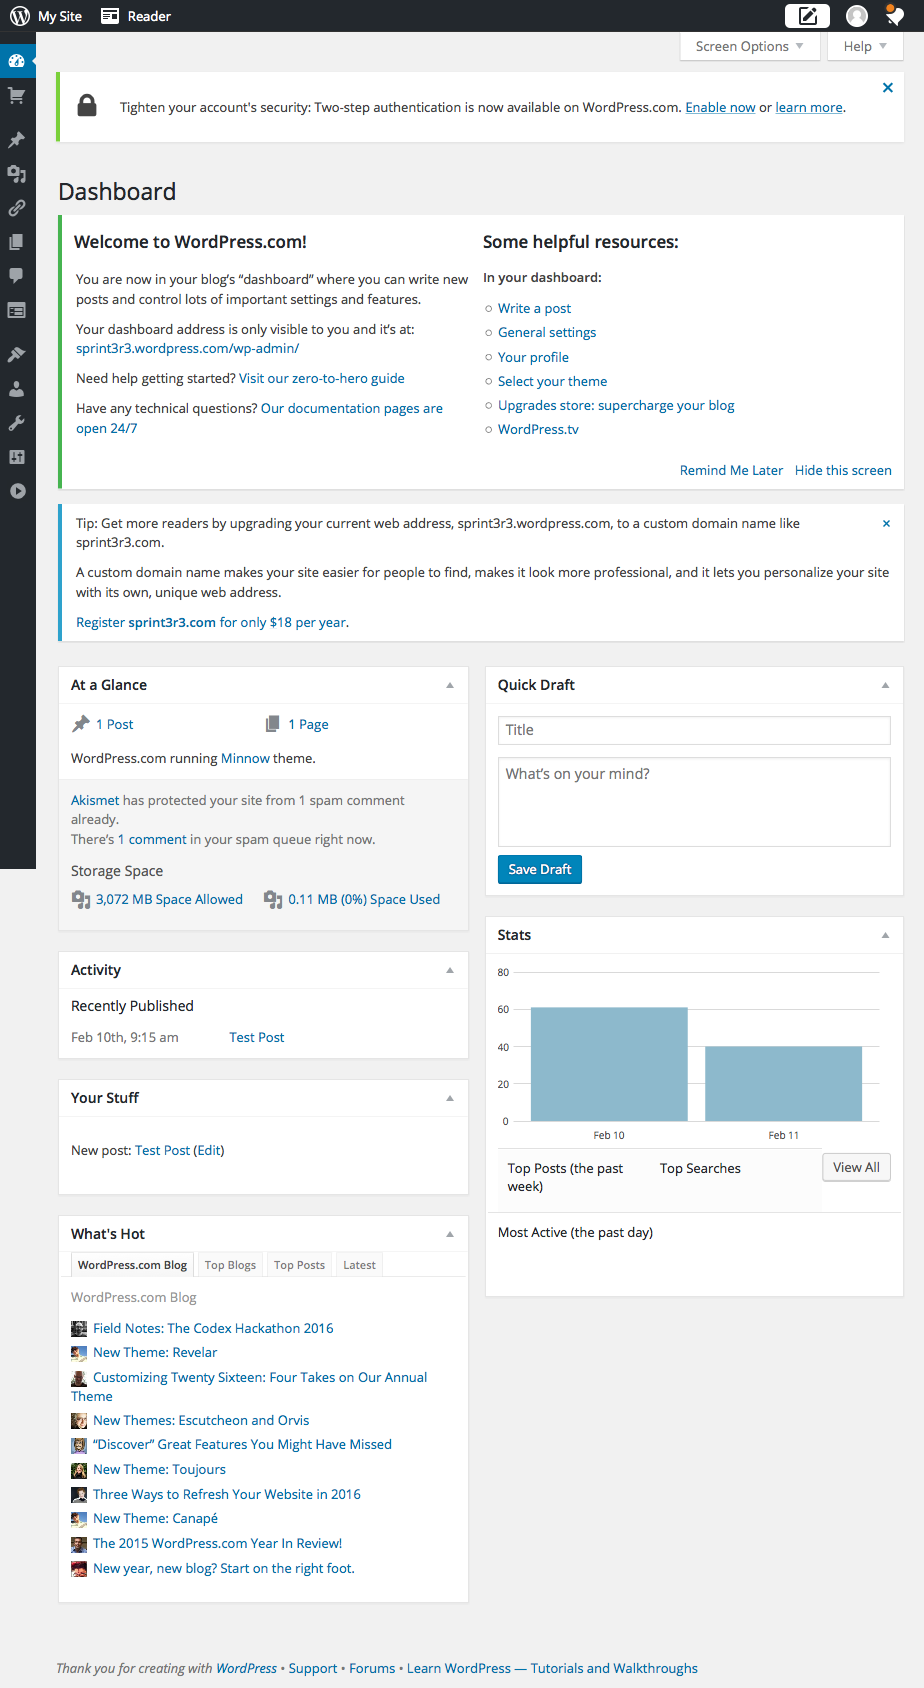 My Site Reader
Screen Options Help
Tighten your account's security: Two-step authentication is now available on WordPress.com. Enable now or learn more.
Dashboard
Welcome to WordPress.com!
You are now in your blog’s “dashboard” where you can write new
posts and control lots of important settings and features.
Your dashboard address is only visible to you and it’s at:
sprint3r3.wordpress.com/wp-admin/
Need help getting started? Visit our zero-to-hero guide
Have any technical questions? Our documentation pages are
open 24/7
Some helpful resources:
In your dashboard:
Write a post
General settings
Your profile
Select your theme
Upgrades store: supercharge your blog
WordPress.tv
Remind Me Later Hide this screen
Tip: Get more readers by upgrading your current web address, sprint3r3.wordpress.com, to a custom domain name like
sprint3r3.com.
A custom domain name makes your site easier for people to find, makes it look more professional, and it lets you personalize your site
with its own, unique web address.
Register sprint3r3.com for only $18 per year.
At a Glance
1 Post 1 Page
WordPress.com running Minnow theme.
Akismet has protected your site from 1 spam comment
already.
There’s 1 comment in your spam queue right now.
Storage Space
3,072 MB Space Allowed 0.11 MB (0%) Space Used
Activity
Recently Published
Feb 10th, 9:15 am Test Post
Your Stuff
New post: Test Post (Edit)
What's Hot
WordPress.com Blog Top Blogs Top Posts Latest
WordPress.com Blog
Field Notes: The Codex Hackathon 2016
New Theme: Revelar
Customizing Twenty Sixteen: Four Takes on Our Annual
Theme
New Themes: Escutcheon and Orvis
“Discover” Great Features You Might Have Missed
New Theme: Toujours
Three Ways to Refresh Your Website in 2016
New Theme: Canapé
The 2015 WordPress.com Year In Review!
New year, new blog? Start on the right foot.
Quick Draft
Title
What’s on your mind?
Save Draft
Stats
80
60
40
20
0
Feb 10 Feb 11
Top Posts (the past
week)
Top Searches
View All
Most Active (the past day)
Thank you for creating with WordPress • Support • Forums • Learn WordPress — Tutorials and Walkthroughs